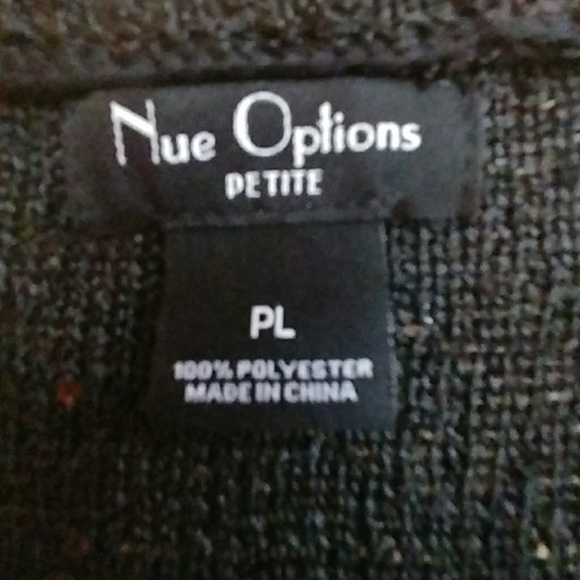 Nue Options
PETITE
PL
100% POLYESTER
MADE IN CHINA